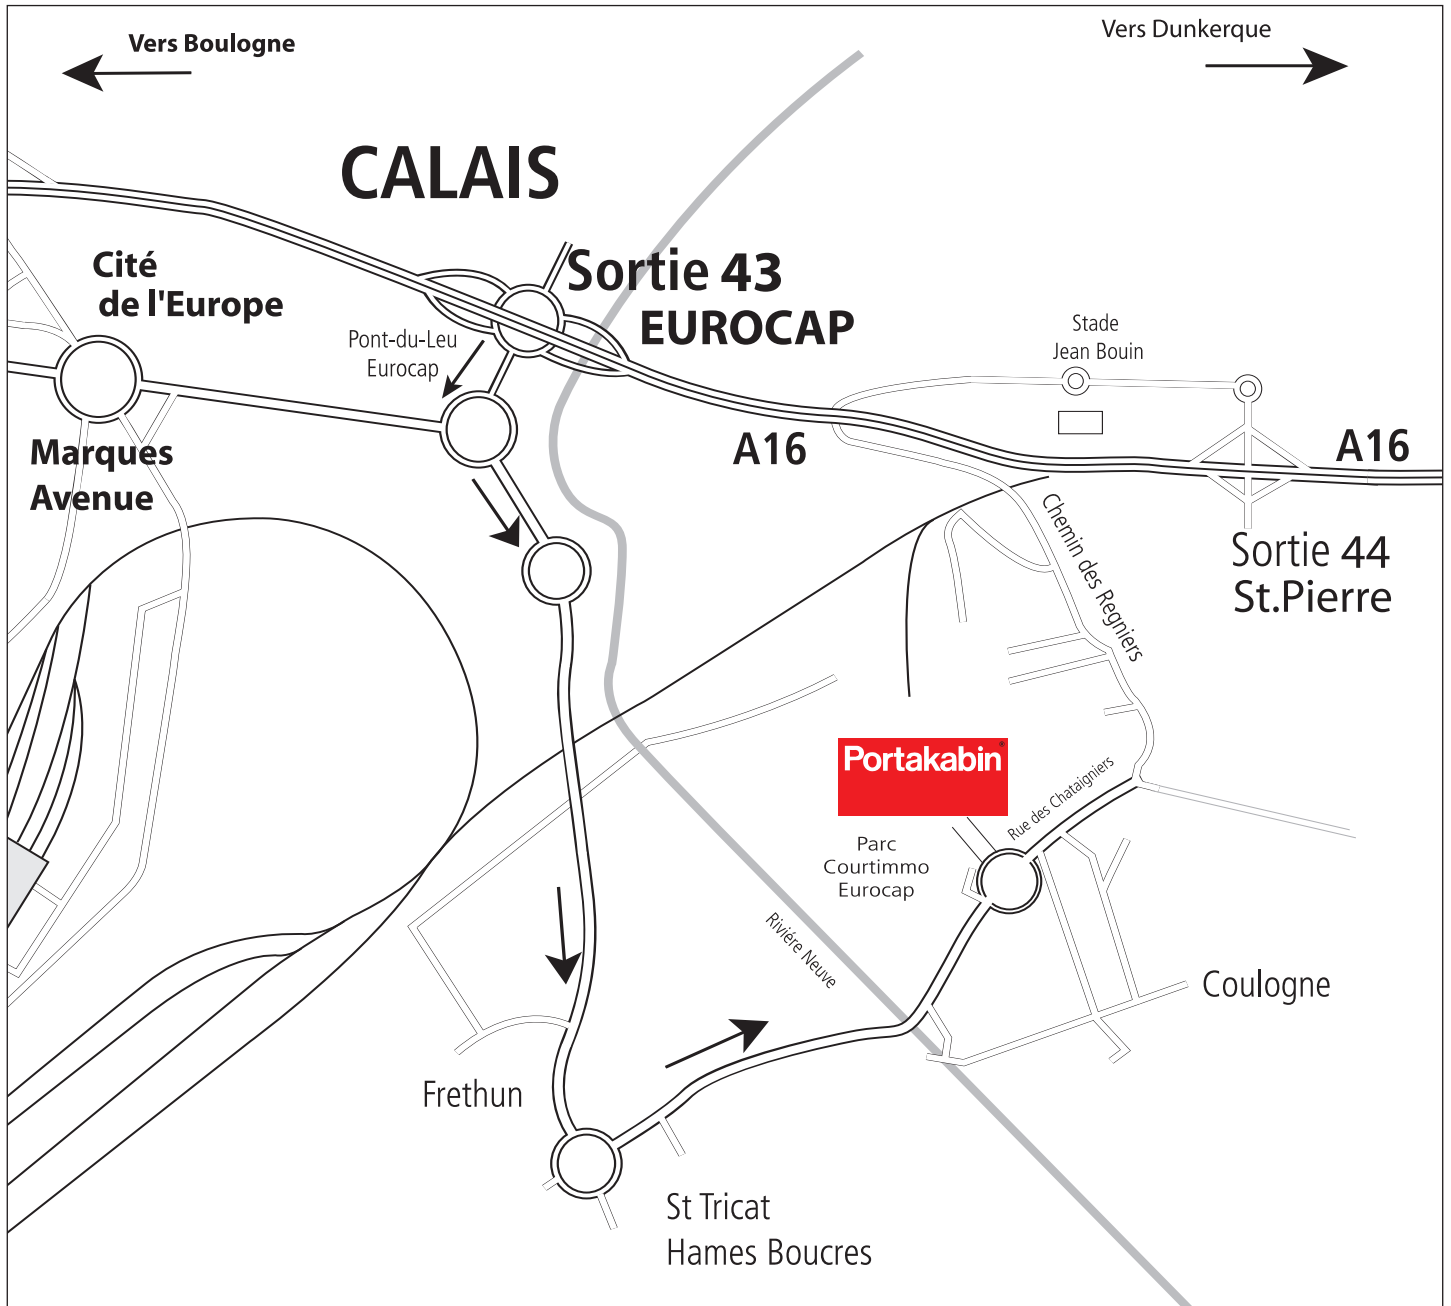 Vers Boulogne
Vers Dunkerque
CALAIS
Cité
de l'Europe
Sortie 43
EUROCAP
Pont-du-Leu
Eurocap
Stade
Jean Bouin
Marques
Avenue
A16
A16
Chemin des Regniers
Sortie 44
St.Pierre
Portakabin®
Rue des Chataigniers
Parc
Courtimmo
Eurocap
Riviére Neuve
Coulogne
Frethun
St Tricat
Hames Boucres